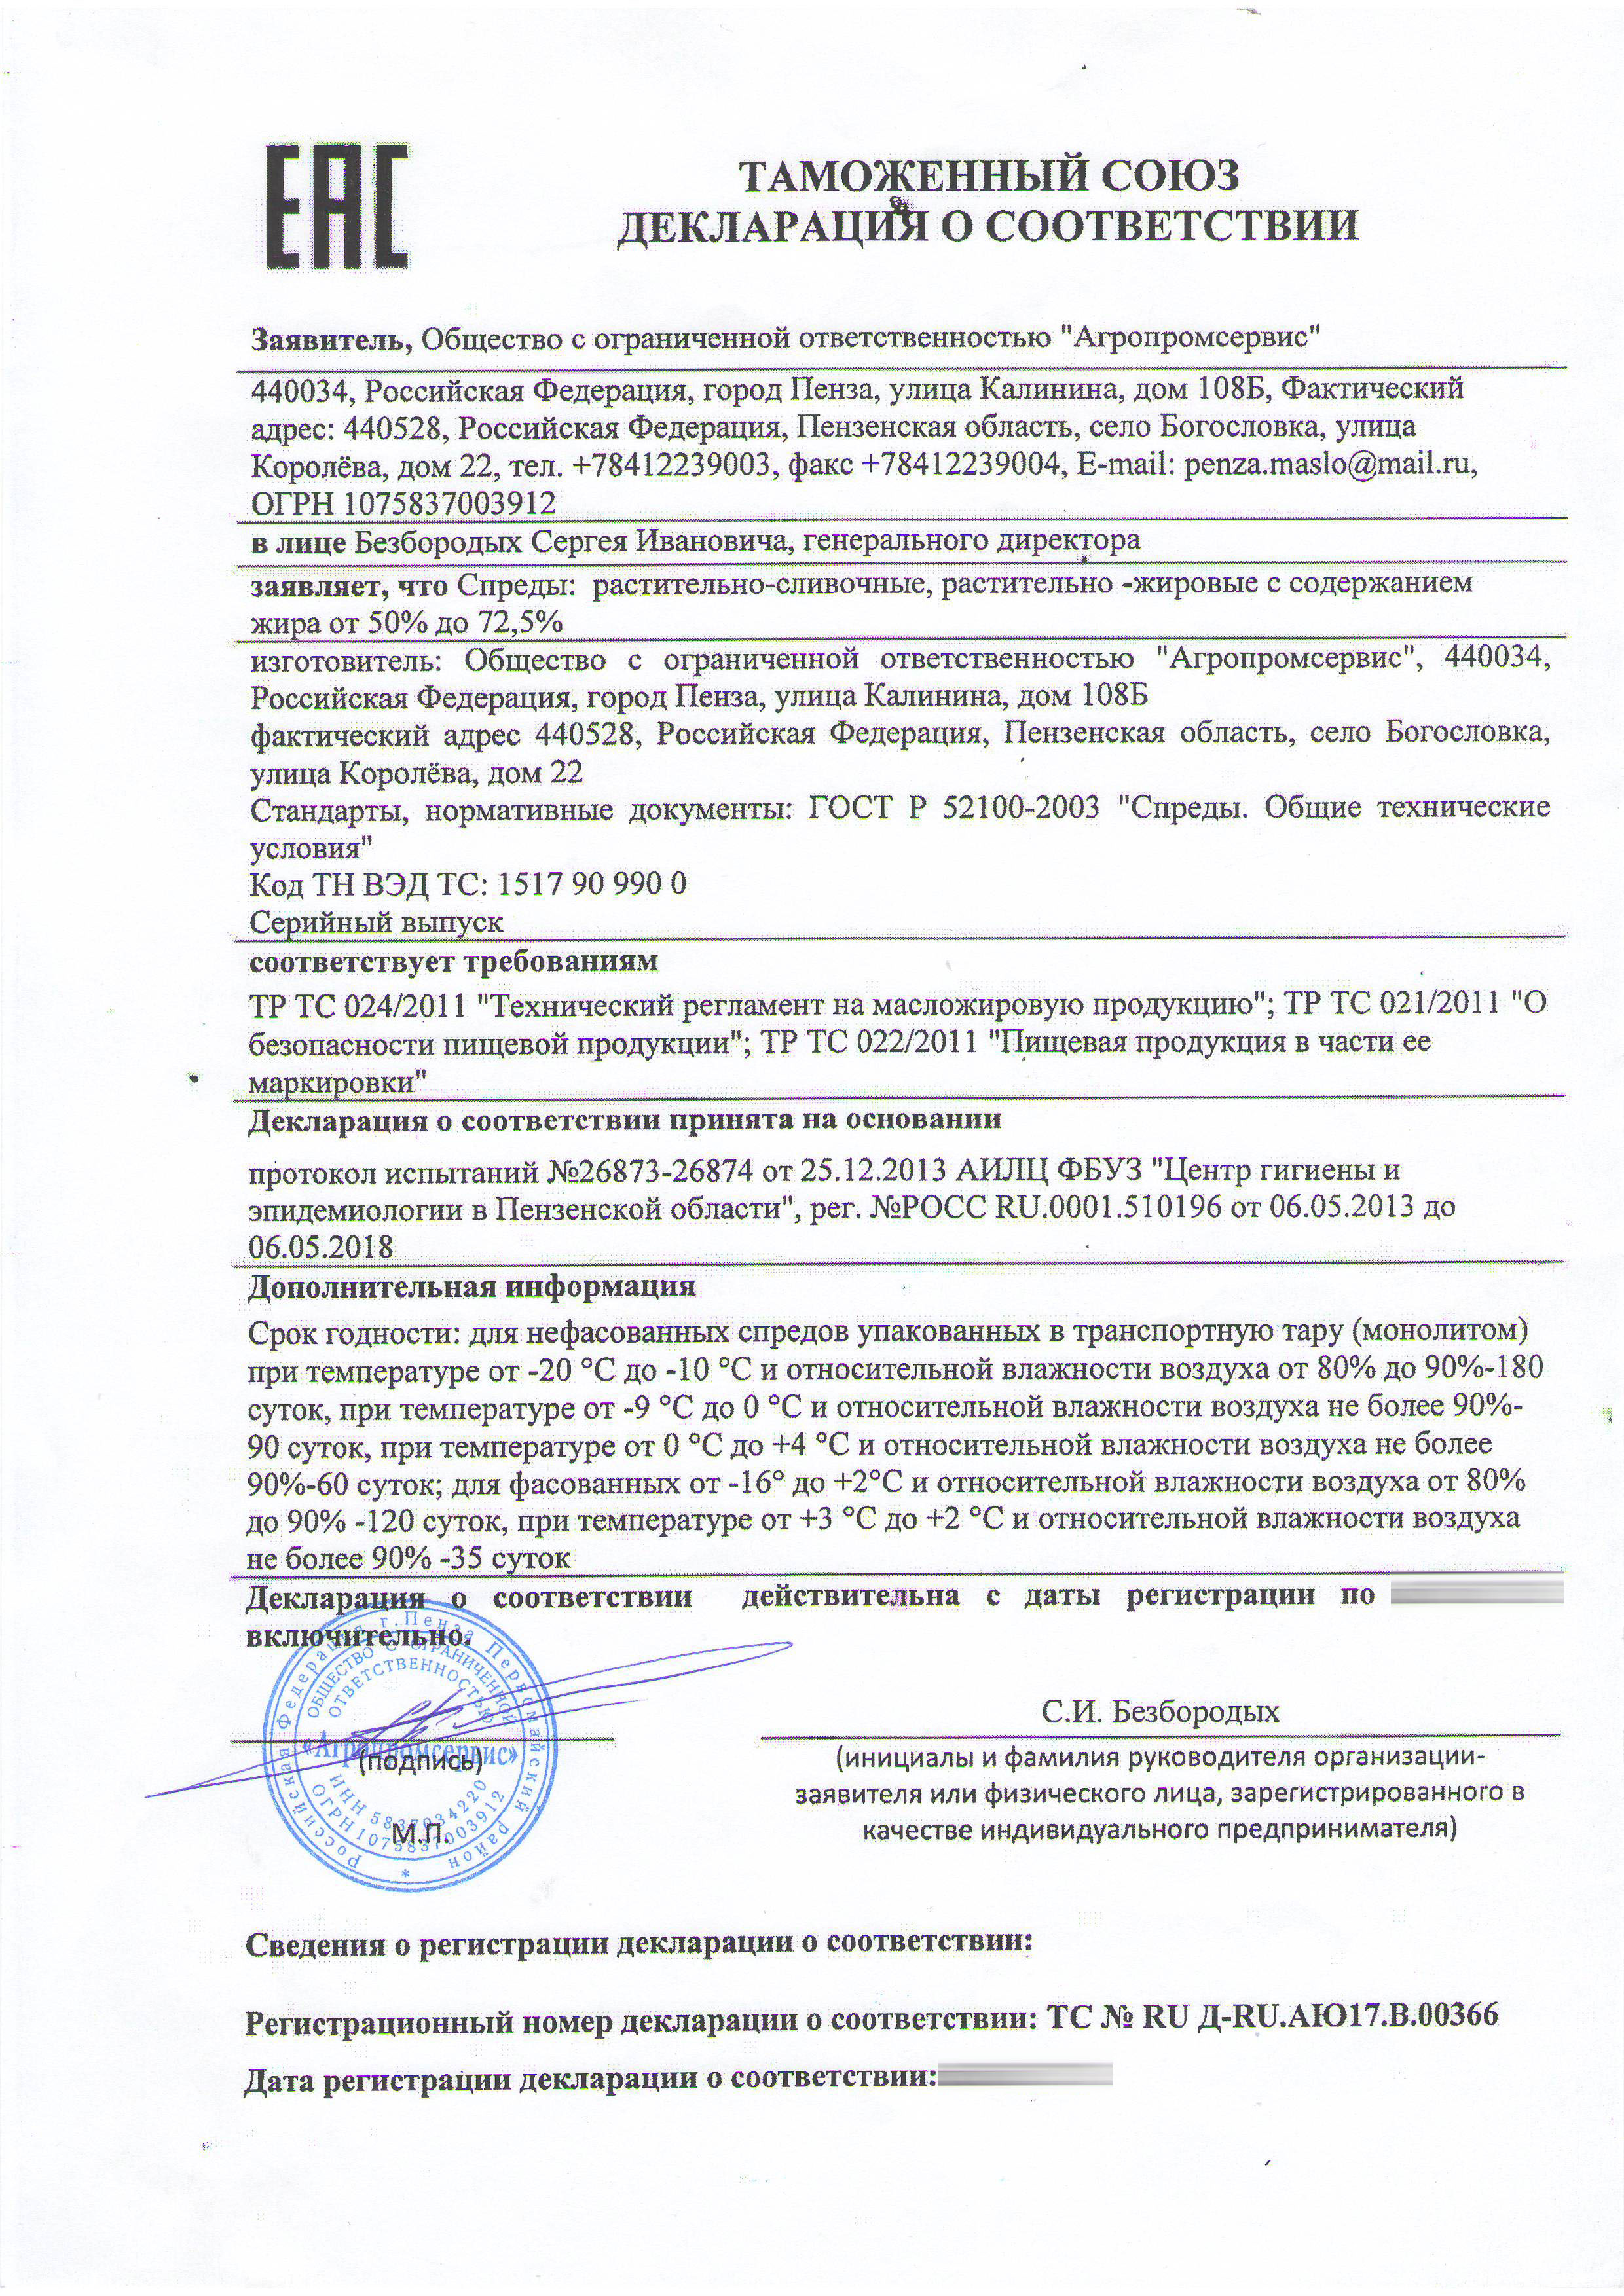 ЕАС
ТАМОЖЕННЫЙ СОЮЗ
ДЕКЛАРАЦИЯ О СООТВЕТСТВИИ
Заявитель, Общество с ограниченной ответственностью "Агропромсервис"
440034, Российская Федерация, город Пенза, улица Калинина, дом 108Б, Фактический
адрес: 440528, Российская Федерация, Пензенская область, село Богословка, улица
Королёва, дом 22, тел. +78412239003, факс +78412239004, E-mail: penza.maslo@mail.ru,
ОГРН 1075837003912
в лице Безбородых Сергея Ивановича, генерального директора
заявляет, что Спреды: растительно-сливочные, растительно -жировые с содержанием
жира от 50% до 72,5%
изготовитель: Общество с ограниченной ответственностью "Агропромсервис", 440034,
Российская Федерация, город Пенза, улица Калинина, дом 108Б
фактический адрес 440528, Российская Федерация, Пензенская область, село Богословка,
улица Королёва, дом 22
Стандарты, нормативные документы: ГОСТ Р 52100-2003 "Спреды. Общие технические
условия"
Код ТН ВЭД ТС: 1517 90 990 0
Серийный выпуск
соответствует требованиям
ТР ТС 024/2011 "Технический регламент на масложировую продукцию"; ТР ТС 021/2011 "О
безопасности пищевой продукции"; ТР ТС 022/2011 "Пищевая продукция в части ее
маркировки"
Декларация о соответствии принята на основании
протокол испытаний №26873-26874 от 25.12.2013 АИЛЦ ФБУЗ "Центр гигиены и
эпидемиологии в Пензенской области", рег. №РОСС RU.0001.510196 от 06.05.2013 до
06.05.2018
Дополнительная информация
Срок годности: для нефасованных спредов упакованных в транспортную тару (монолитом)
при температуре от -20 °С до -10 °С и относительной влажности воздуха от 80% до 90%-180
суток, при температуре от -9 °С до 0 °С и относительной влажности воздуха не более 90%-
90 суток, при температуре от 0 °С до +4 °С и относительной влажности воздуха не более
90%-60 суток; для фасованных от -16° до +2°С и относительной влажности воздуха от 80%
до 90% -120 суток, при температуре от +3 °С до +2 °С и относительной влажности воздуха
не более 90% -35 суток
Декларация о соответствии действительна с даты регистрации по
включительно.
Российская Федерация г.Пенза Первомайский район
ОБЩЕСТВО С ОГРАНИЧЕННОЙ
ОТВЕТСТВЕННОСТЬЮ
«Агропромсервис»
ИНН 5837034220
ОГРН 1075837003912
(подпись)
М.П.
С.И. Безбородых
(инициалы и фамилия руководителя организации-
заявителя или физического лица, зарегистрированного в
качестве индивидуального предпринимателя)
Сведения о регистрации декларации о соответствии:
Регистрационный номер декларации о соответствии: ТС № RU Д-RU.АЮ17.В.00366
Дата регистрации декларации о соответствии: